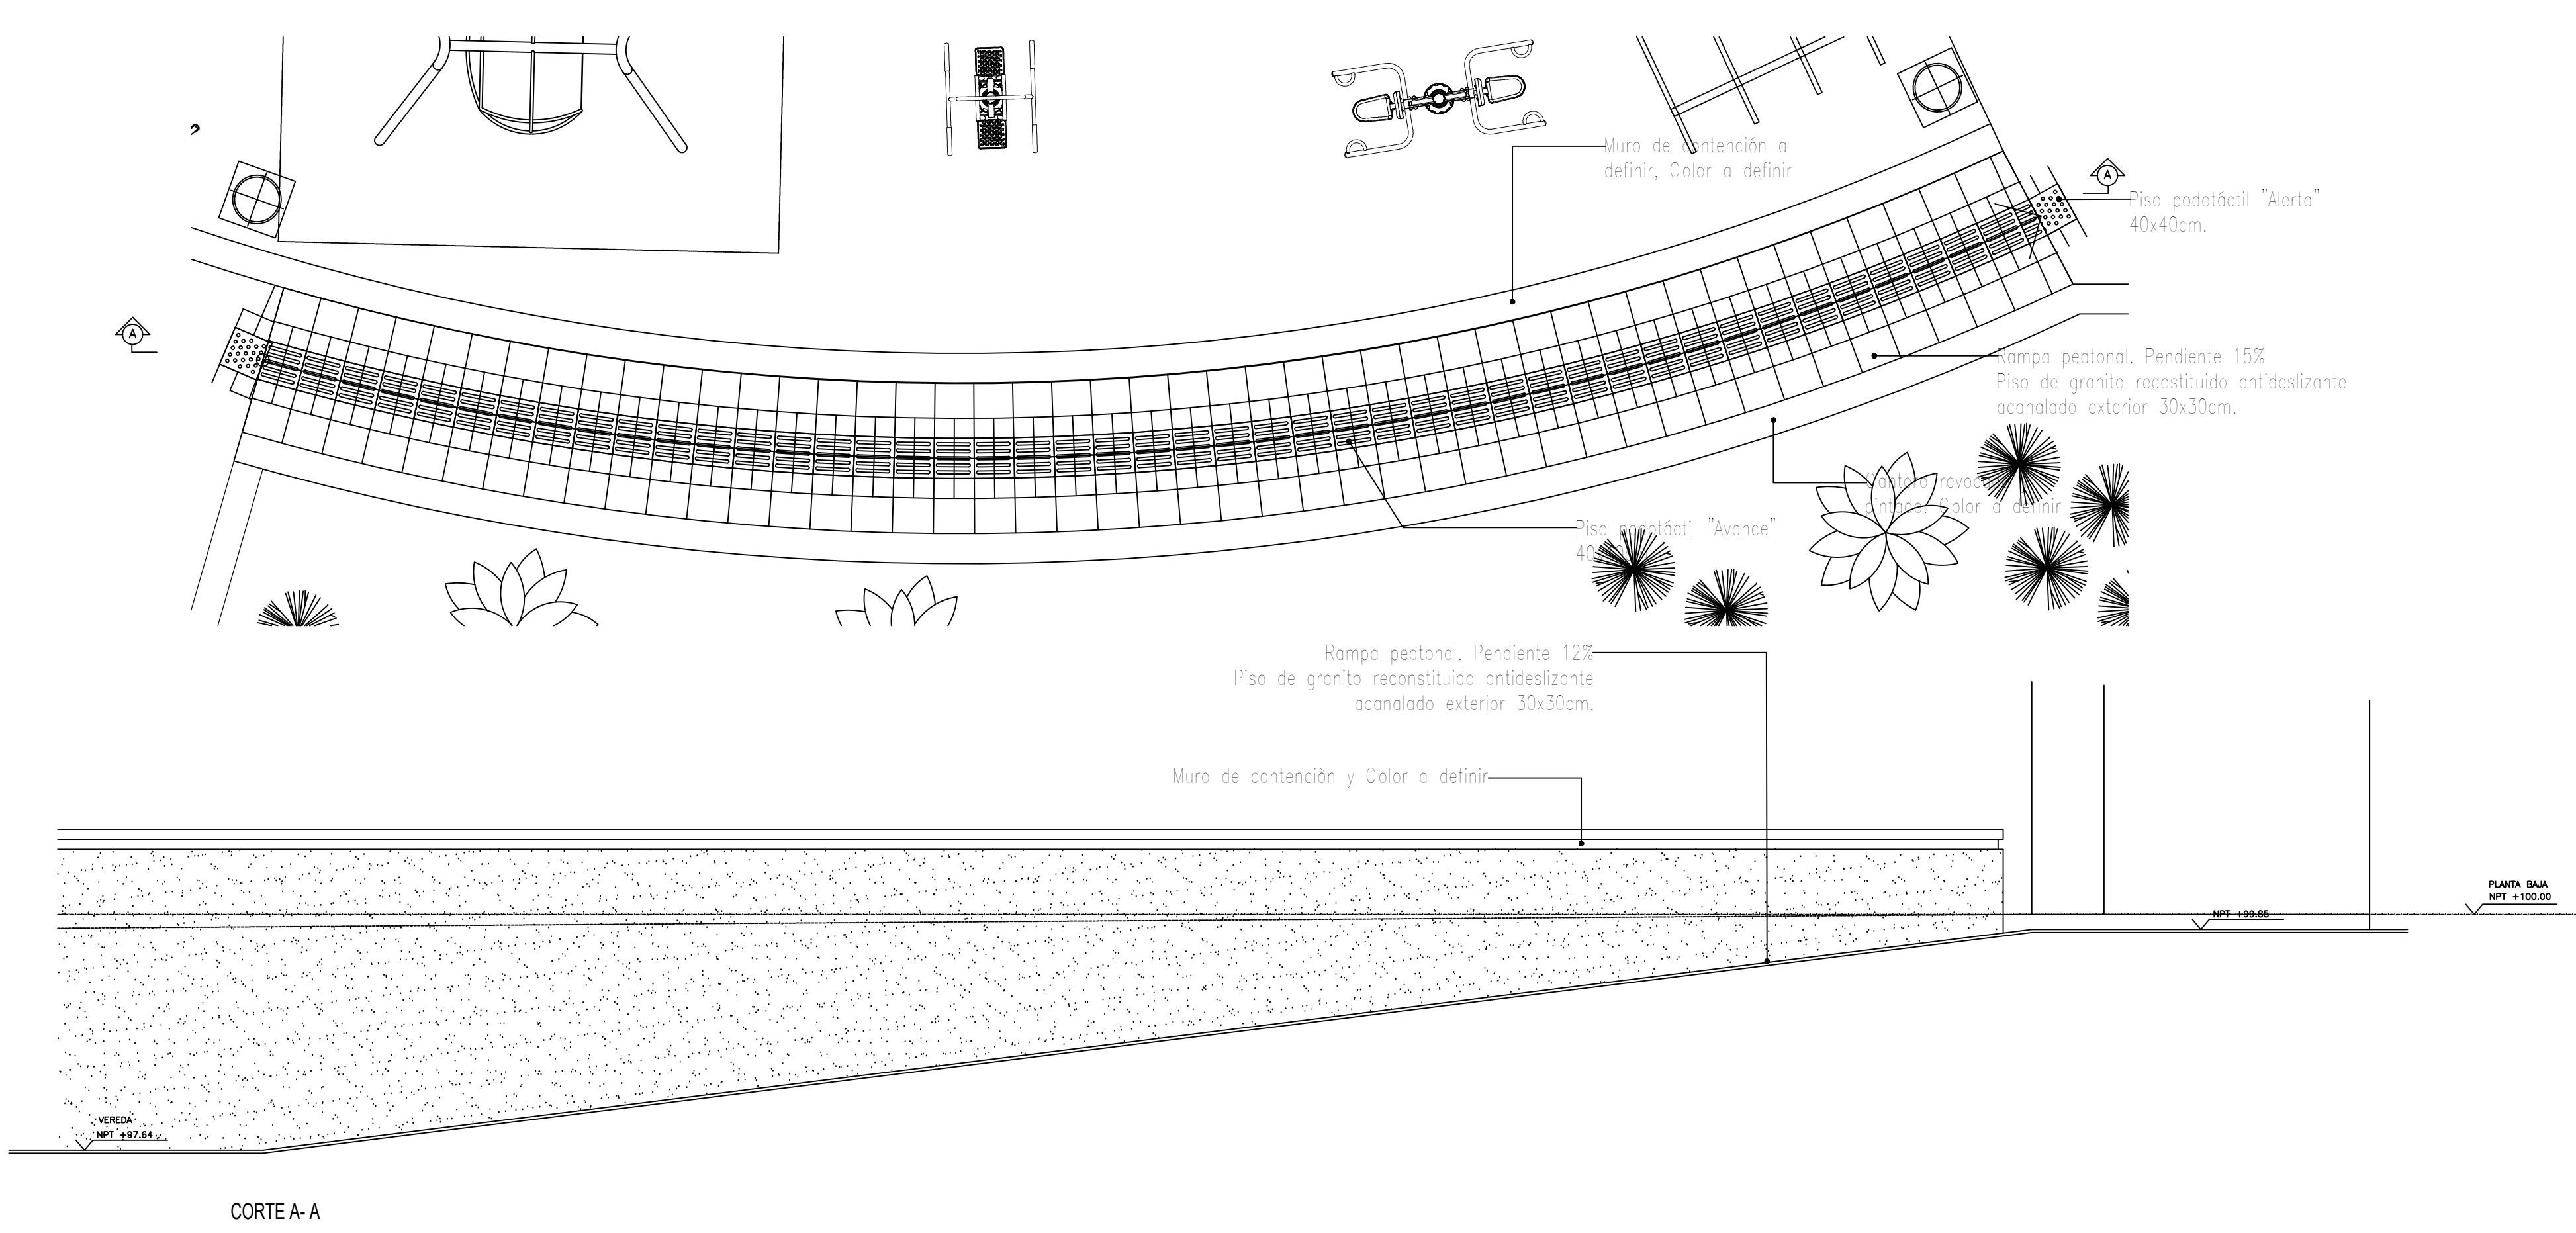 Muro de contención a
definir, Color a definir
A
Piso podotáctil "Alerta"
40x40cm.
A
Rampa peatonal. Pendiente 15%
Piso de granito recostituido antideslizante
acanalado exterior 30x30cm.
Cantero revoc
pintado. Color a definir
Piso podotáctil "Avance"
Rampa peatonal. Pendiente 12%
Piso de granito reconstituido antideslizante
acanalado exterior 30x30cm.
Muro de contenciòn y Color a definir
PLANTA BAJA
NPT +100.00
NPT +99.85
VEREDA
NPT +97.64
CORTE A- A